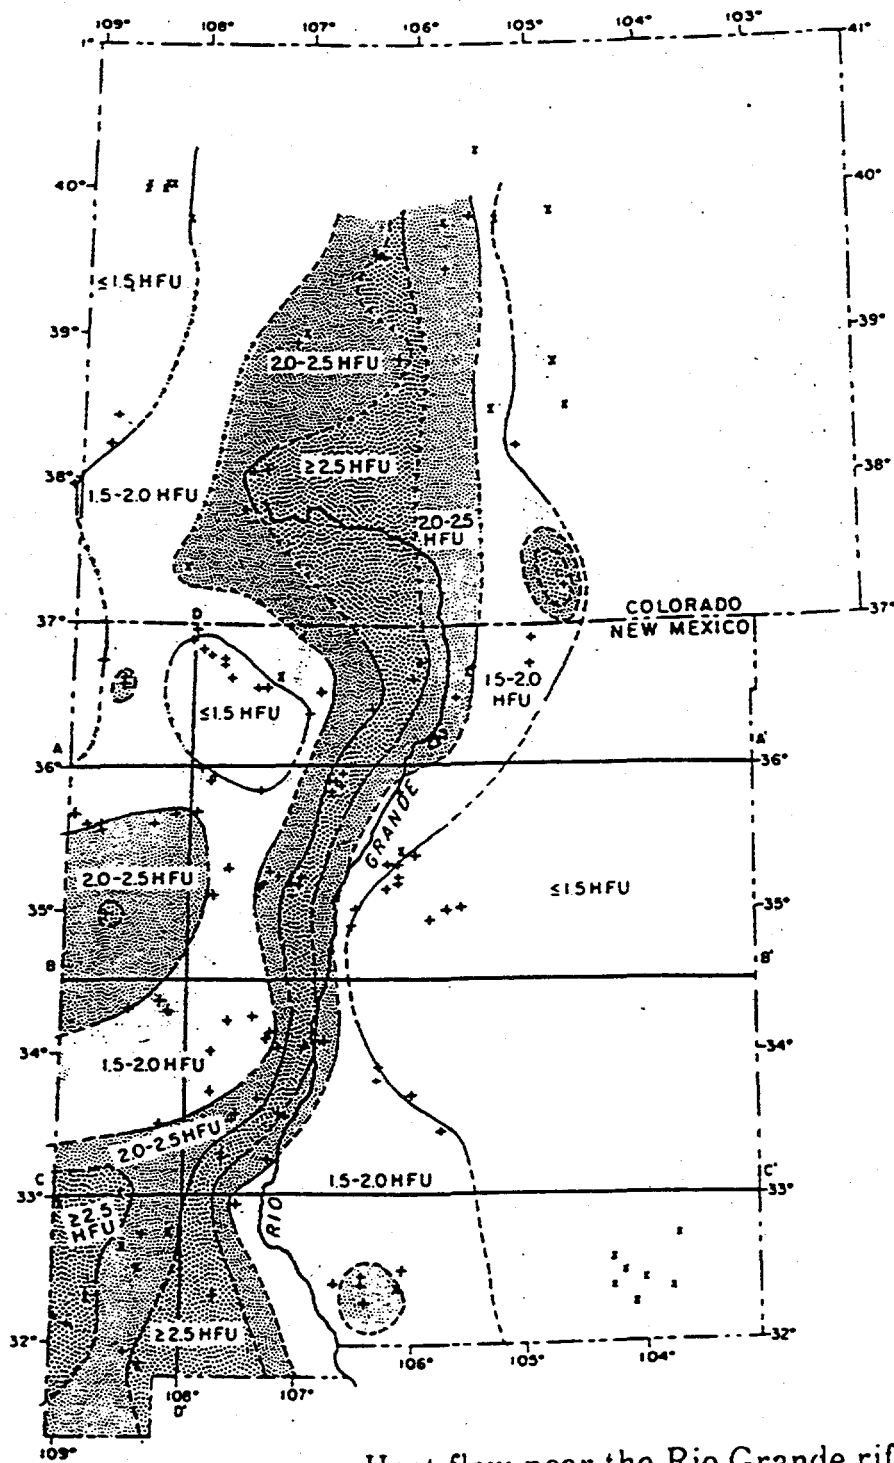 109° 108° 107° 106° 105° 104° 103°
1° 41°
40° 40°
≤1.5 HFU
39° 39°
2.0-2.5 HFU
≥2.5 HFU
38° 38°
1.5-2.0 HFU
2.0-2.5
HFU
COLORADO
37° 37°
NEW MEXICO
D
1.5-2.0
HFU
≤1.5 HFU
A A'
36° 36°
GRANDE
2.0-2.5 HFU
≤1.5 HFU
35° 35°
B B'
34° 34°
1.5-2.0 HFU
2.0-2.5 HFU
C C'
33° 33°
1.5-2.0 HFU
≥2.5
HFU
RIO
≥2.5 HFU
32° 32°
106° 105° 104°
108° 107°
D'
109°
Heat flow near the Rio Grande rif